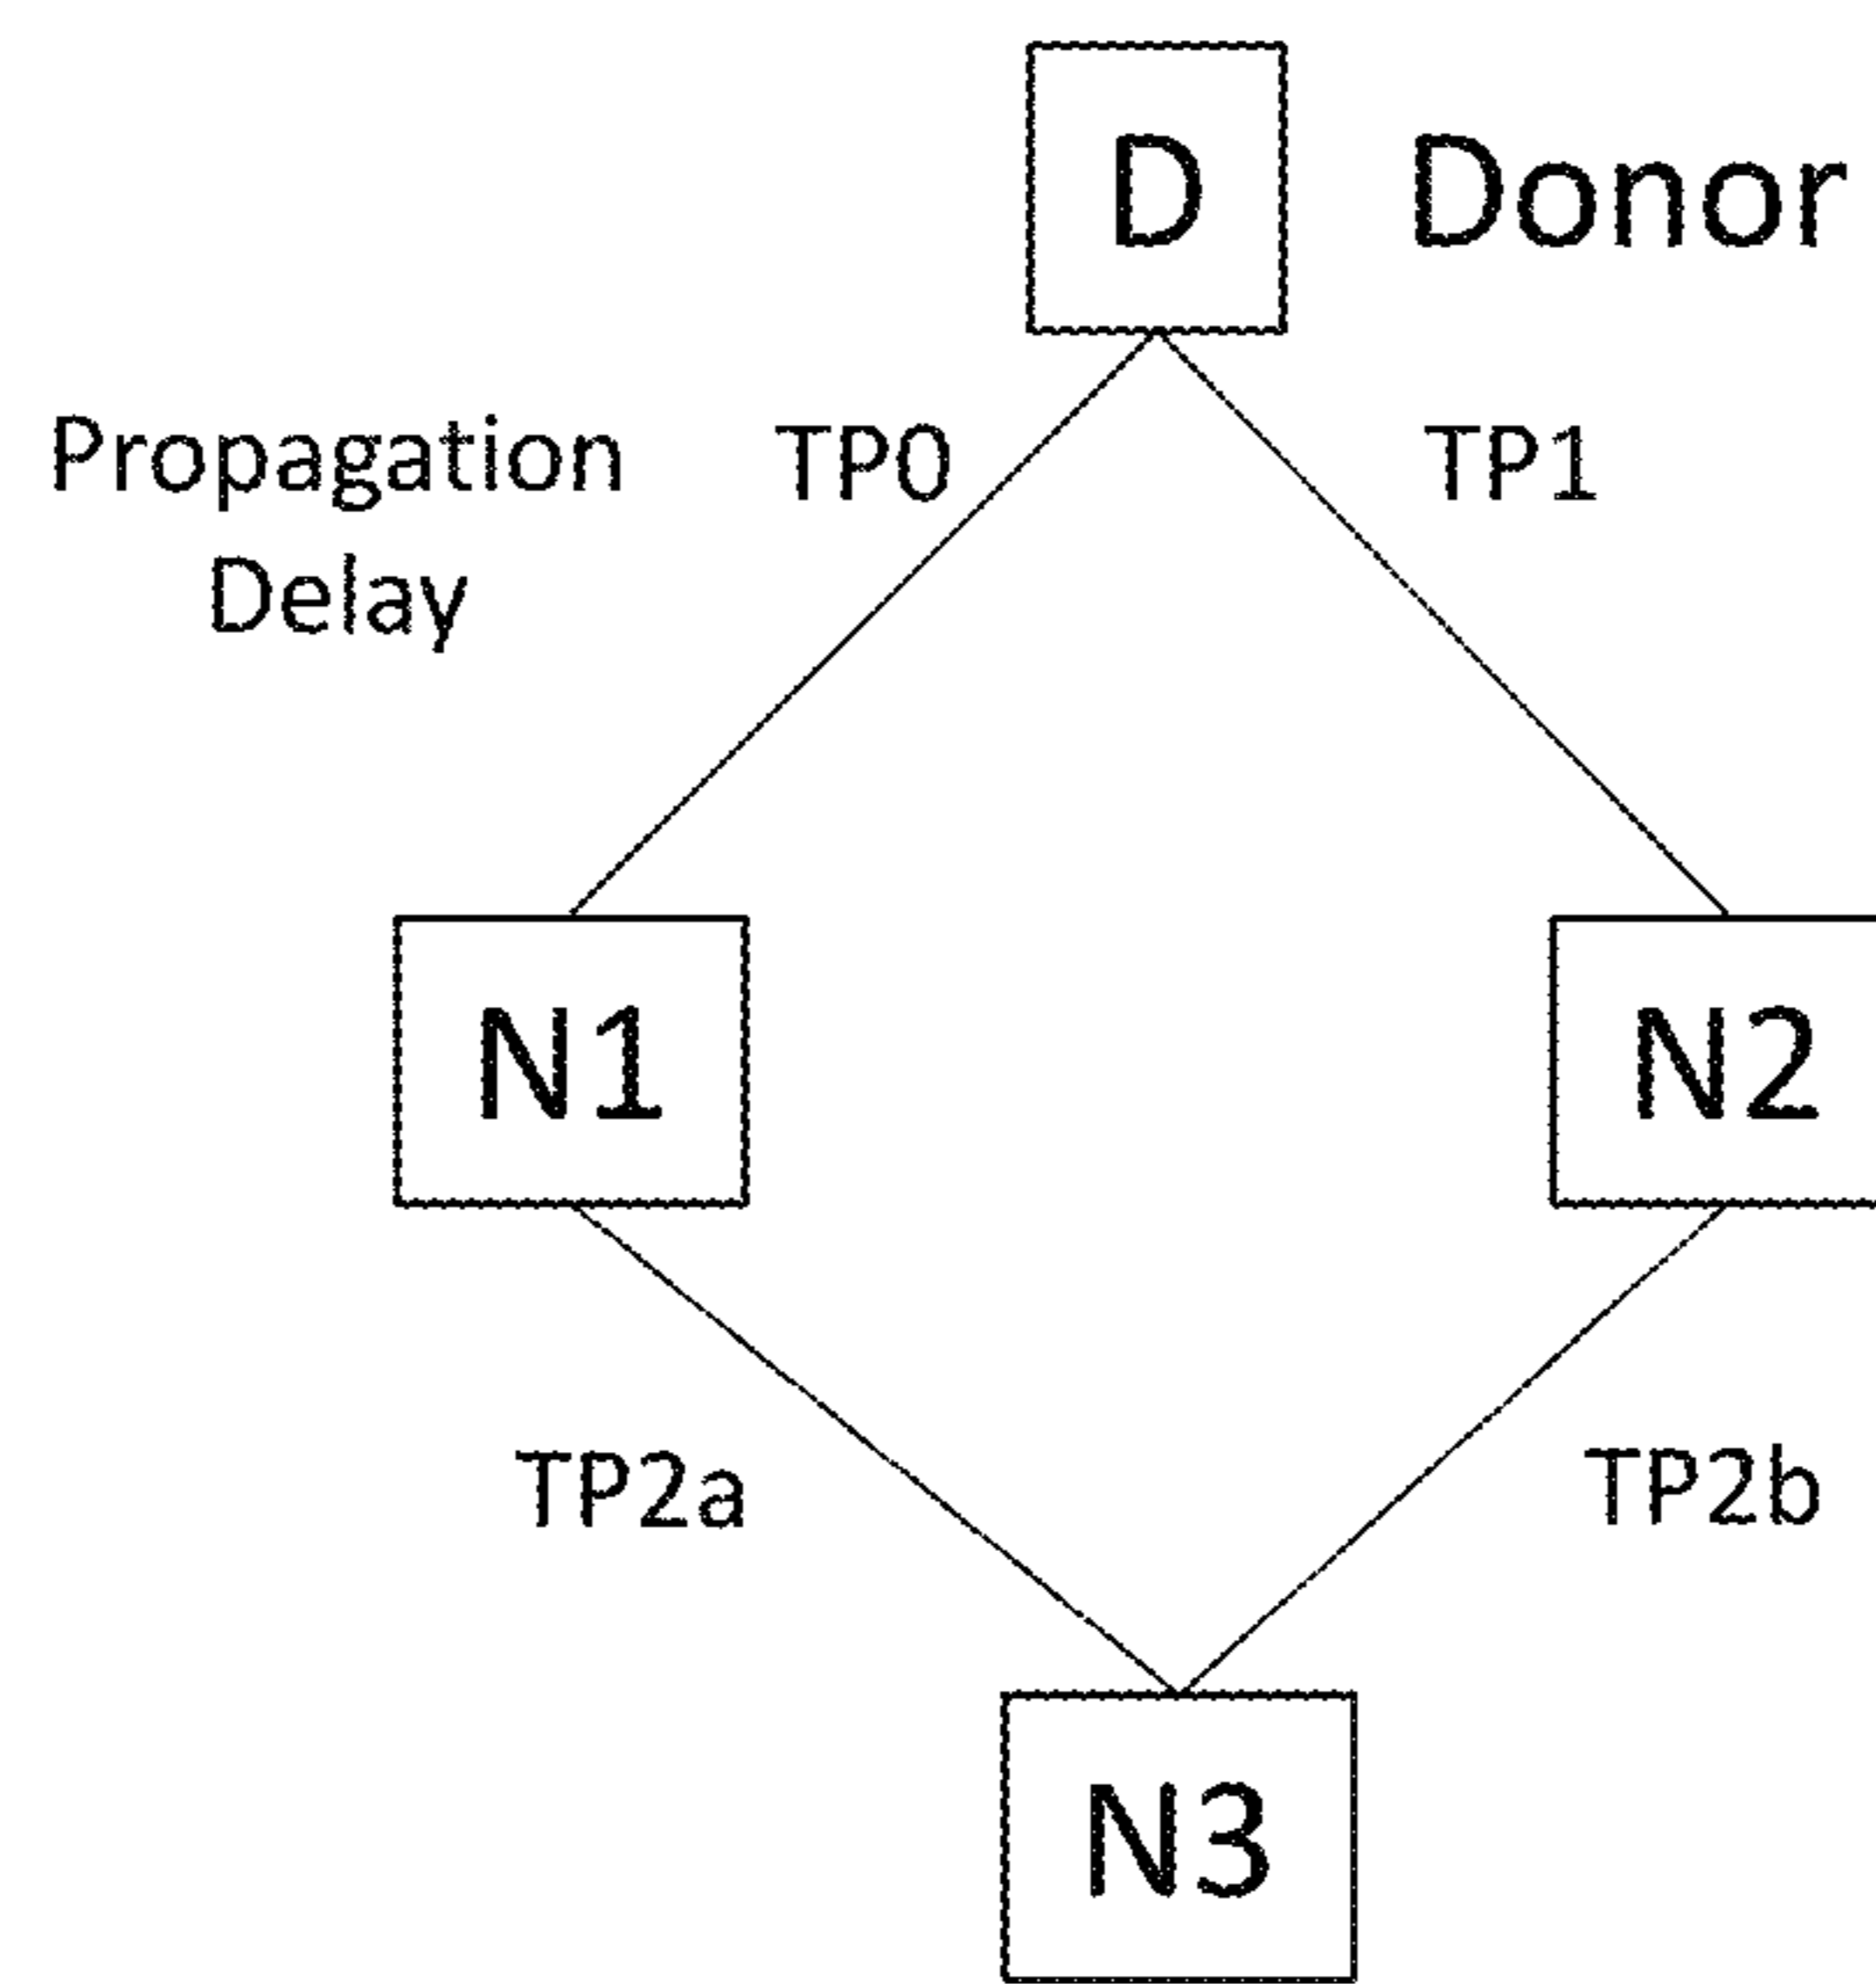 D Donor
Propagation TP0 TP1
Delay
N1 N2
TP2a TP2b
N3